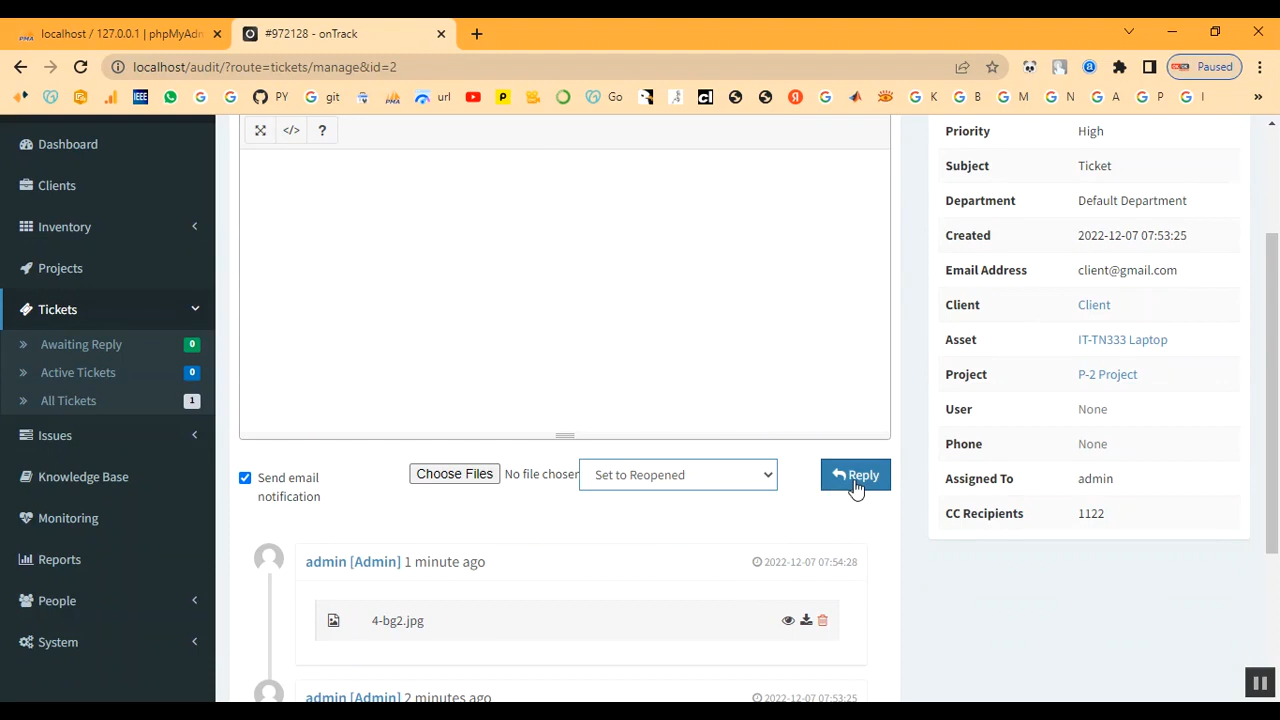 localhost / 127.0.0.1 | phpMyAdn
#972128 - onTrack
localhost/audit/?route=tickets/manage&id=2
Paused
PY
git
url
Go
K
B
M
N
A
P
I
»
</> ?
Dashboard
Clients
Inventory
Projects
Tickets
Awaiting Reply 0
Active Tickets 0
All Tickets 1
Issues
Knowledge Base
Monitoring
Reports
People
System
Send email
notification
Choose Files No file chosen
Set to Reopened
Reply
admin [Admin] 1 minute ago
2022-12-07 07:54:28
4-bg2.jpg
admin [Admin] 2 minutes ago
2022-12-07 07:53:25
Priority High
Subject Ticket
Department Default Department
Created 2022-12-07 07:53:25
Email Address client@gmail.com
Client Client
Asset IT-TN333 Laptop
Project P-2 Project
User None
Phone None
Assigned To admin
CC Recipients 1122